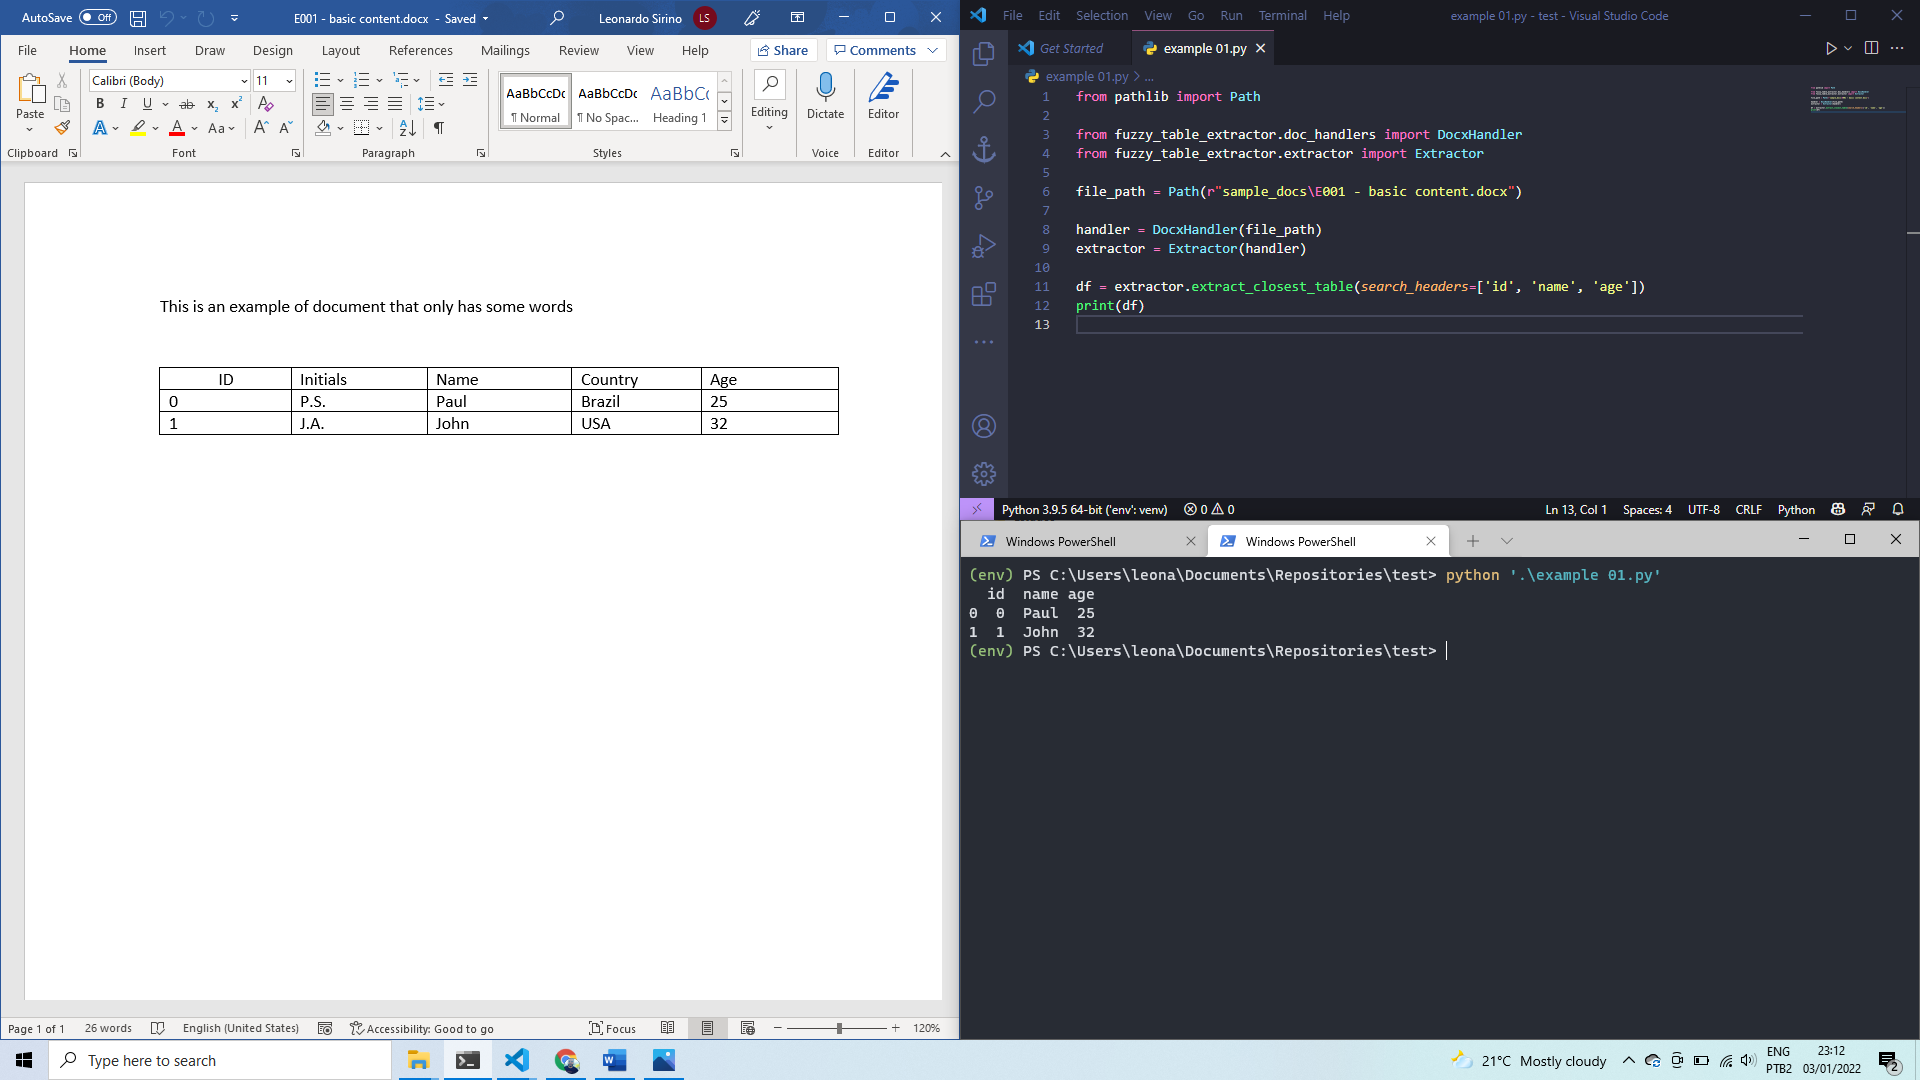 AutoSave Off E001 - basic content.docx - Saved Leonardo Sirino LS
File Home Insert Draw Design Layout References Mailings Review View Help Share Comments
Paste
Calibri (Body) 11
B I U ab x₂ x² A
A A Aa A A
¶
AaBbCcDc AaBbCcDc AaBbCc
¶ Normal ¶ No Spac... Heading 1
Editing Dictate Editor
Clipboard Font Paragraph Styles Voice Editor
This is an example of document that only has some words
ID Initials Name Country Age
0 P.S. Paul Brazil 25
1 J.A. John USA 32
Page 1 of 1 26 words English (United States) Accessibility: Good to go Focus 120%
File Edit Selection View Go Run Terminal Help example 01.py - test - Visual Studio Code
Get Started example 01.py
example 01.py > ...
1 from pathlib import Path
2
3 from fuzzy_table_extractor.doc_handlers import DocxHandler
4 from fuzzy_table_extractor.extractor import Extractor
5
6 file_path = Path(r"sample_docs\E001 - basic content.docx")
7
8 handler = DocxHandler(file_path)
9 extractor = Extractor(handler)
10
11 df = extractor.extract_closest_table(search_headers=['id', 'name', 'age'])
12 print(df)
13
Python 3.9.5 64-bit ('env': venv) 0 0 Ln 13, Col 1 Spaces: 4 UTF-8 CRLF Python
Windows PowerShell Windows PowerShell
(env) PS C:\Users\leona\Documents\Repositories\test> python '.\example 01.py'
id name age
0 0 Paul 25
1 1 John 32
(env) PS C:\Users\leona\Documents\Repositories\test>
Type here to search 21°C Mostly cloudy ENG 23:12
PTB2 03/01/2022 2